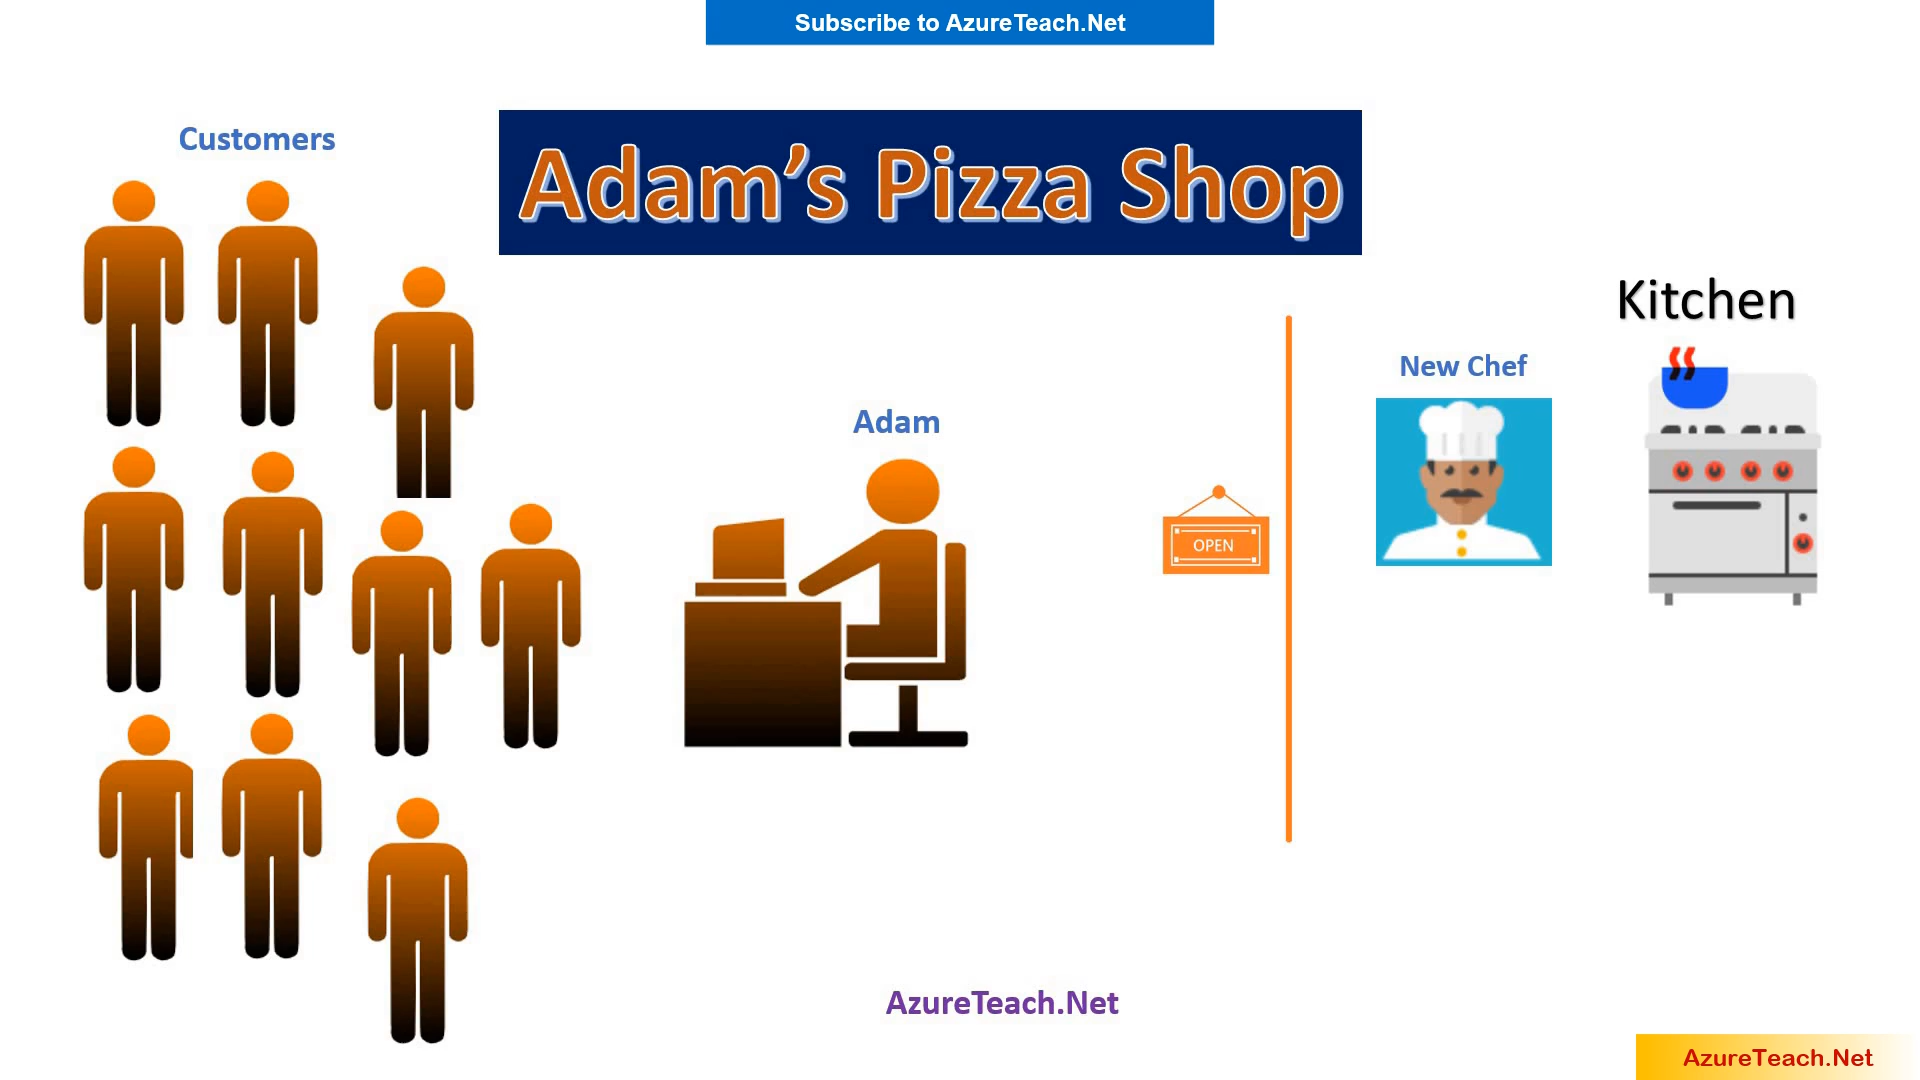 Subscribe to AzureTeach.Net
Customers
Adam’s Pizza Shop
Kitchen
New Chef
Adam
OPEN
AzureTeach.Net
AzureTeach.Net